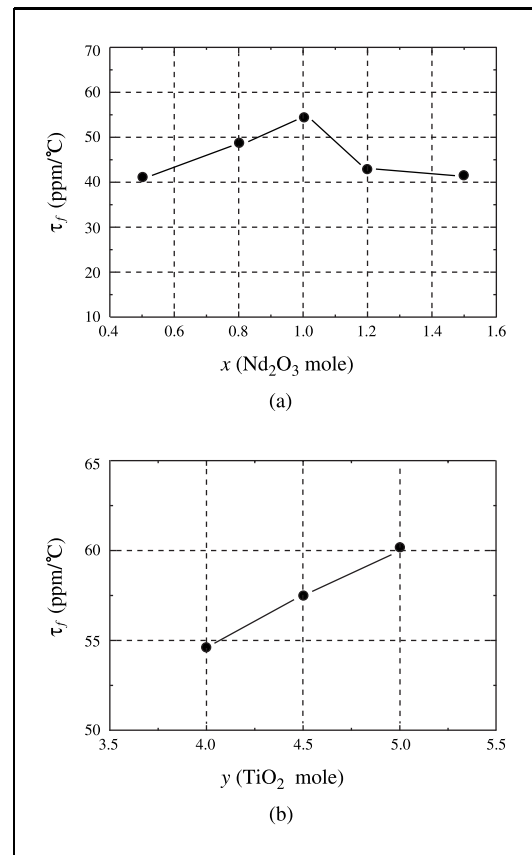 70
60
50
40
30
20
10
τf (ppm/℃)
0.4 0.6 0.8 1.0 1.2 1.4 1.6
x (Nd₂O₃ mole)
(a)
65
60
55
50
τf (ppm/℃)
3.5 4.0 4.5 5.0 5.5
y (TiO₂ mole)
(b)